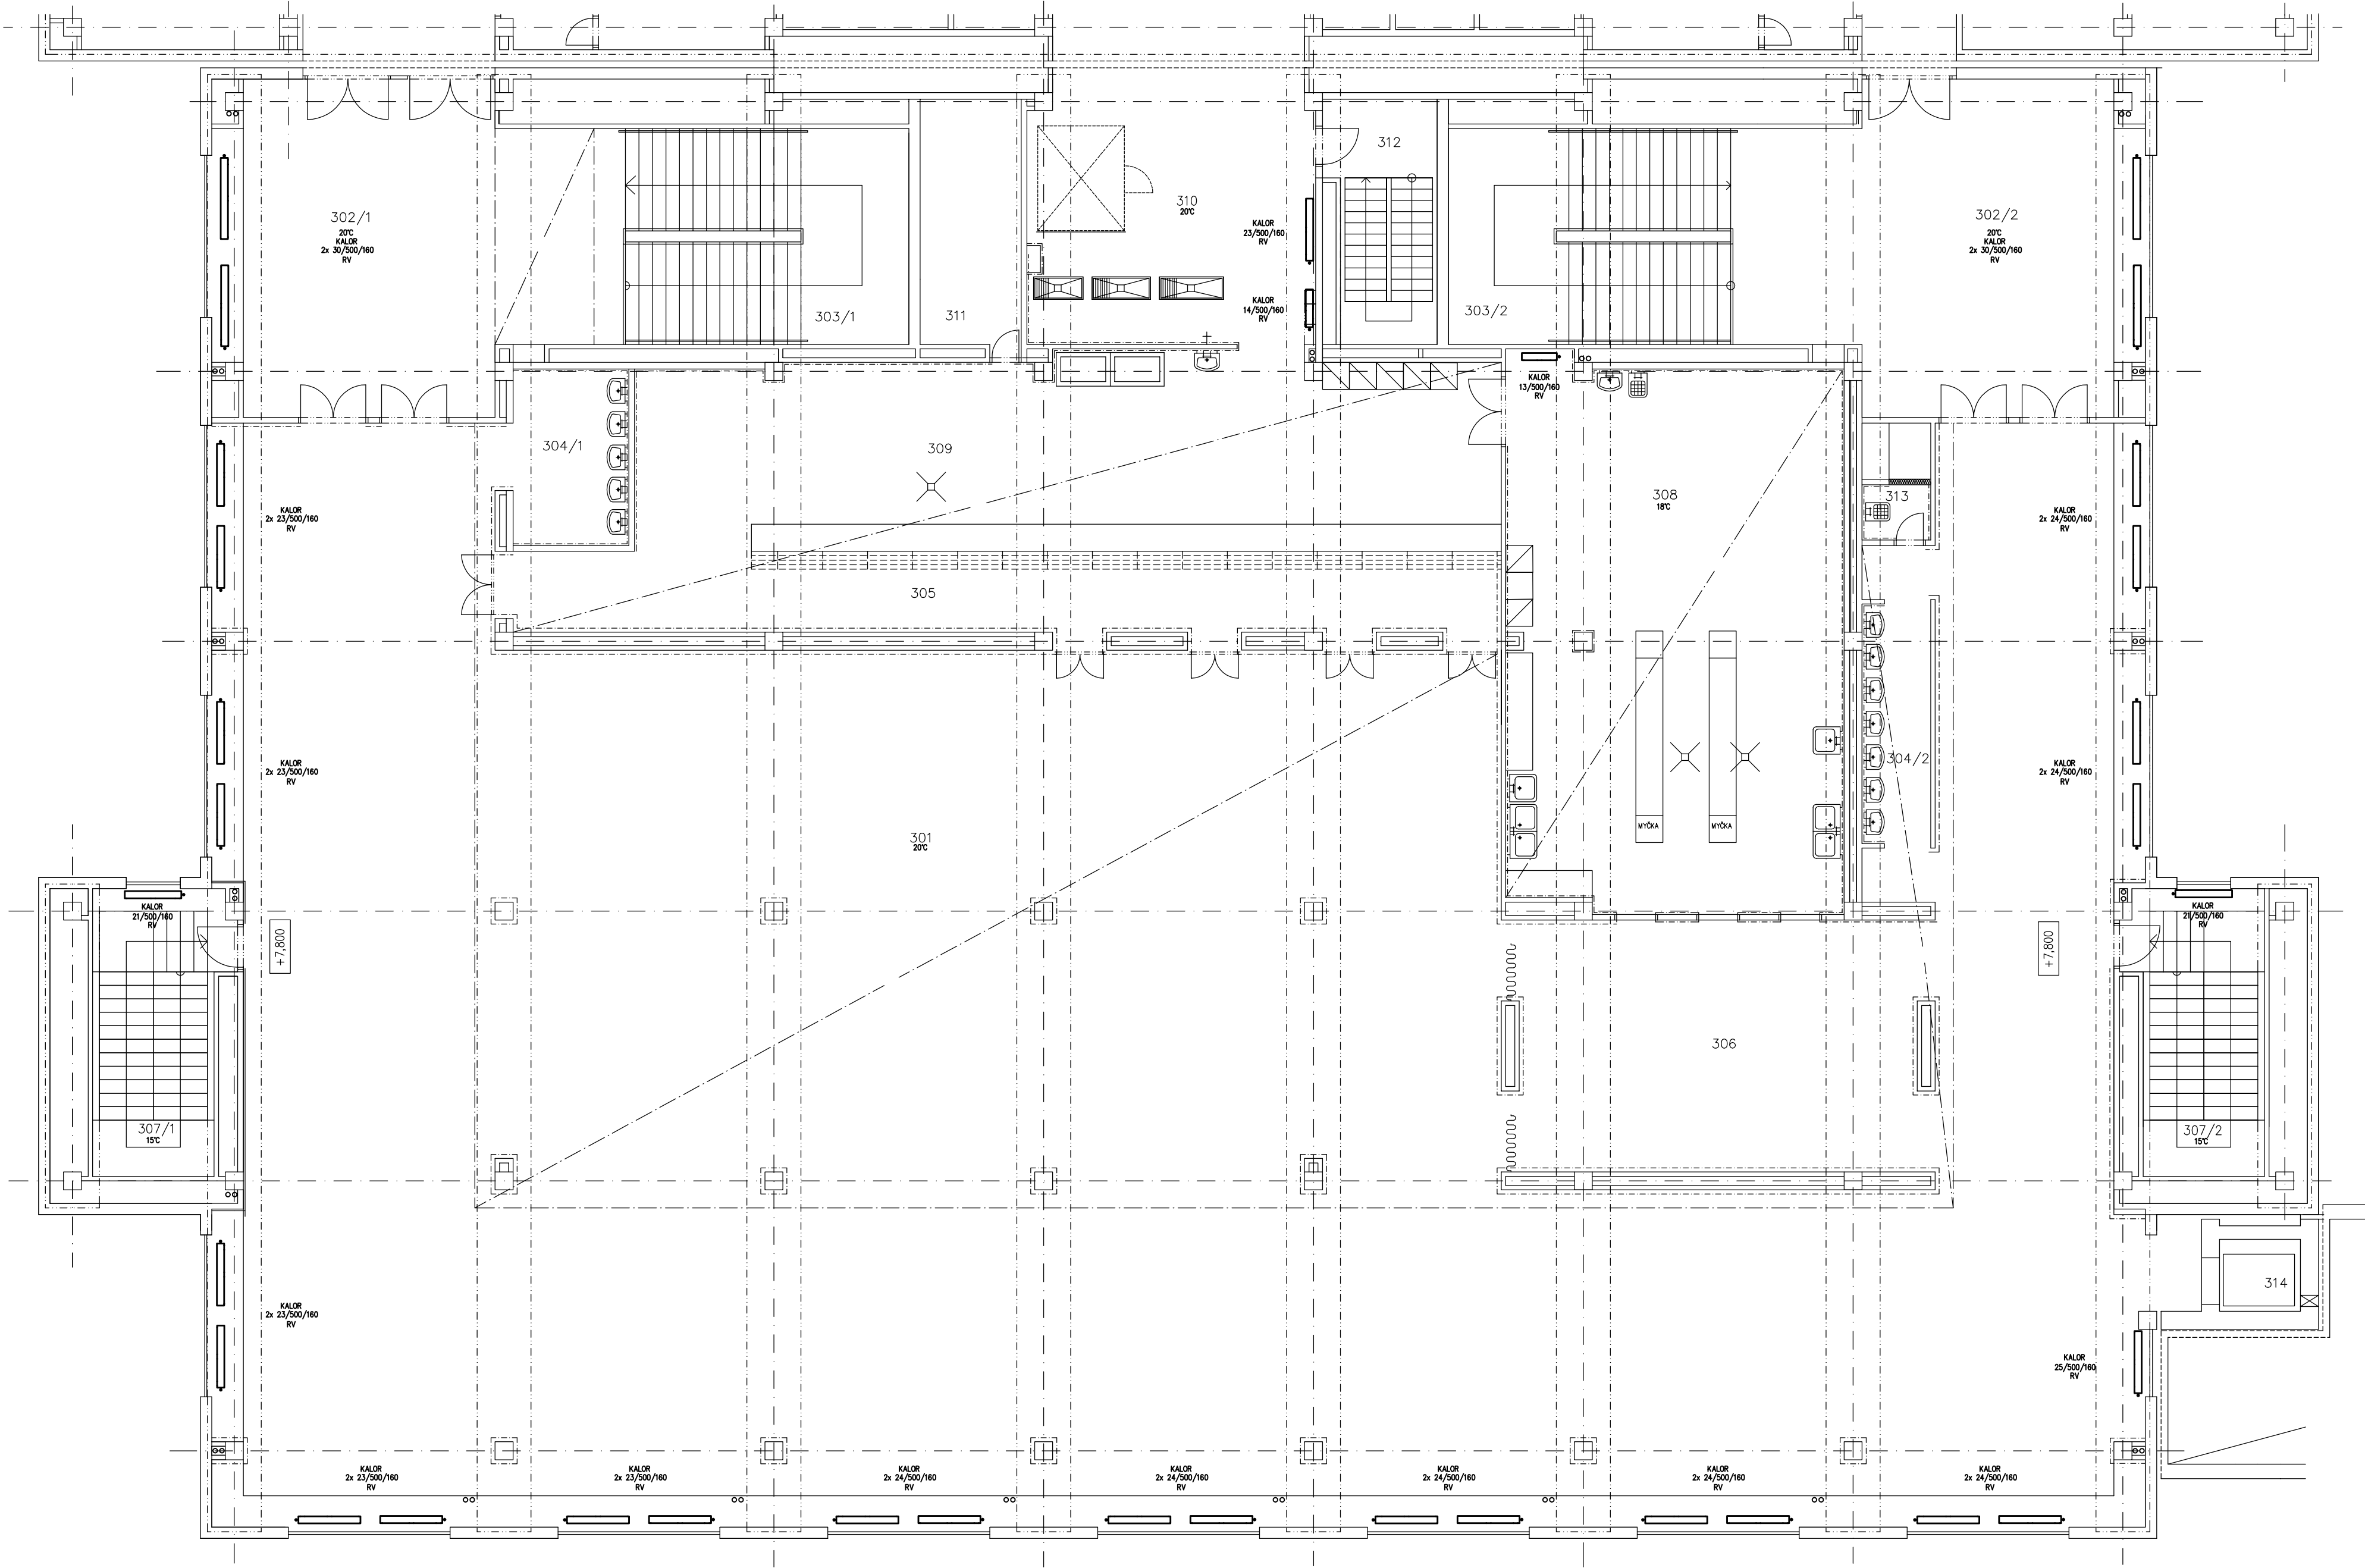 302/1
20°C
KALOR
2x 30/500/160
RV
303/1
311
310
20°C
KALOR
23/500/160
RV
KALOR
14/500/160
RV
312
303/2
302/2
20°C
KALOR
2x 30/500/160
RV
304/1
309
KALOR
13/500/160
RV
308
18°C
313
KALOR
2x 23/500/160
RV
KALOR
2x 24/500/160
RV
305
KALOR
2x 23/500/160
RV
301
20°C
MYČKA
MYČKA
304/2
KALOR
2x 24/500/160
RV
KALOR
21/500/160
RV
+7,800
+7,800
KALOR
21/500/160
RV
306
307/1
15°C
307/2
15°C
314
KALOR
2x 23/500/160
RV
KALOR
25/500/160
RV
KALOR
2x 23/500/160
RV
KALOR
2x 23/500/160
RV
KALOR
2x 24/500/160
RV
KALOR
2x 24/500/160
RV
KALOR
2x 24/500/160
RV
KALOR
2x 24/500/160
RV
KALOR
2x 24/500/160
RV